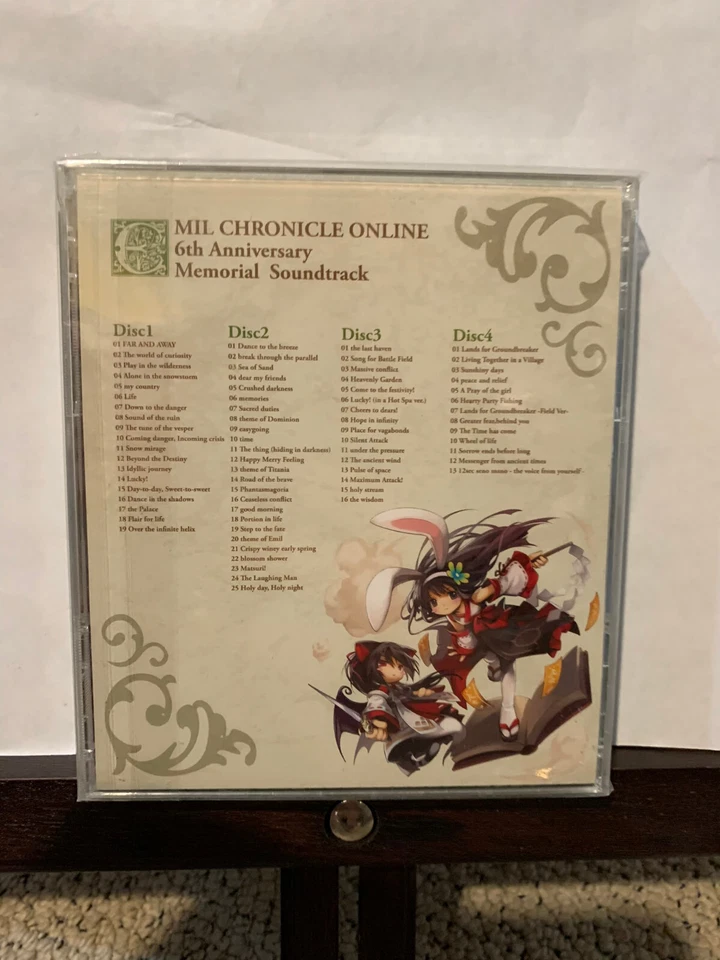 EMIL CHRONICLE ONLINE
6th Anniversary
Memorial Soundtrack
Disc1
01 FAR AND AWAY
02 The world of curiosity
03 Play in the wilderness
04 Alone in the snowstorm
05 my country
06 Life
07 Down to the danger
08 Sound of the ruin
09 The tone of the vesper
10 Coming danger, Incoming crisis
11 Snow mirage
12 Beyond the Destiny
13 Idyllic journey
14 Lucky!
15 Day-to-day, Sweet-to-sweet
16 Dance in the shadows
17 the Palace
18 Plair for life
19 Over the infinite helix
Disc2
01 Dance to the breeze
02 break through the parallel
03 Sea of Sand
04 dear my friends
05 Crushed darkness
06 memories
07 Sacred duties
08 theme of Dominion
09 easygoing
10 time
11 The thing (hiding in darkness)
12 Happy Merry Feeling
13 theme of Titania
14 Road of the brave
15 Phantasmagoria
16 Ceaseless conflict
17 good morning
18 Portion in life
19 Step to the fate
20 theme of Emil
21 Crispy winey early spring
22 blossom shower
23 Matsuri!
24 The Laughing Man
25 Holy day, Holy night
Disc3
01 the last haven
02 Song for Battle Field
03 Massive conflict
04 Heavenly Garden
05 Come to the festivity!
06 Lucky! (in a Hot Spa ver.)
07 Cheers to dears!
08 Hope in infinity
09 Place for vagabonds
10 Silent Attack
11 under the pressure
12 The ancient wind
13 Pulse of space
14 Maximum Attack!
15 holy stream
16 the wisdom
Disc4
01 Lands for Groundbreaker
02 Living Together in a Village
03 Sunshiny days
04 peace and relief
05 A Pray of the girl
06 Hearty Party Fishing
07 Lands for Groundbreaker -Field Ver-
08 Greater fear,behind you
09 The Time has come
10 Wheel of life
11 Sorrow ends before long
12 Messenger from ancient times
13 12sec - the voice from yourself -